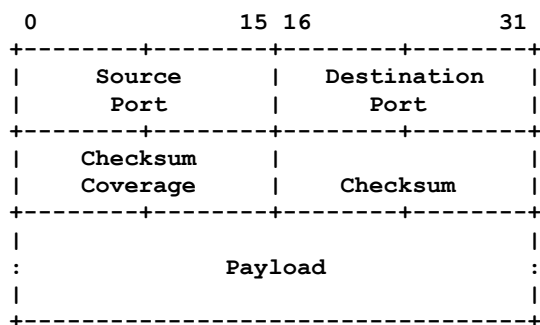 0 15 16 31
+--------+--------+--------+--------+
| Source | Destination |
| Port | Port |
+--------+--------+--------+--------+
| Checksum | |
| Coverage | Checksum |
+--------+--------+--------+--------+
| |
: Payload :
| |
+-----------------------------------+